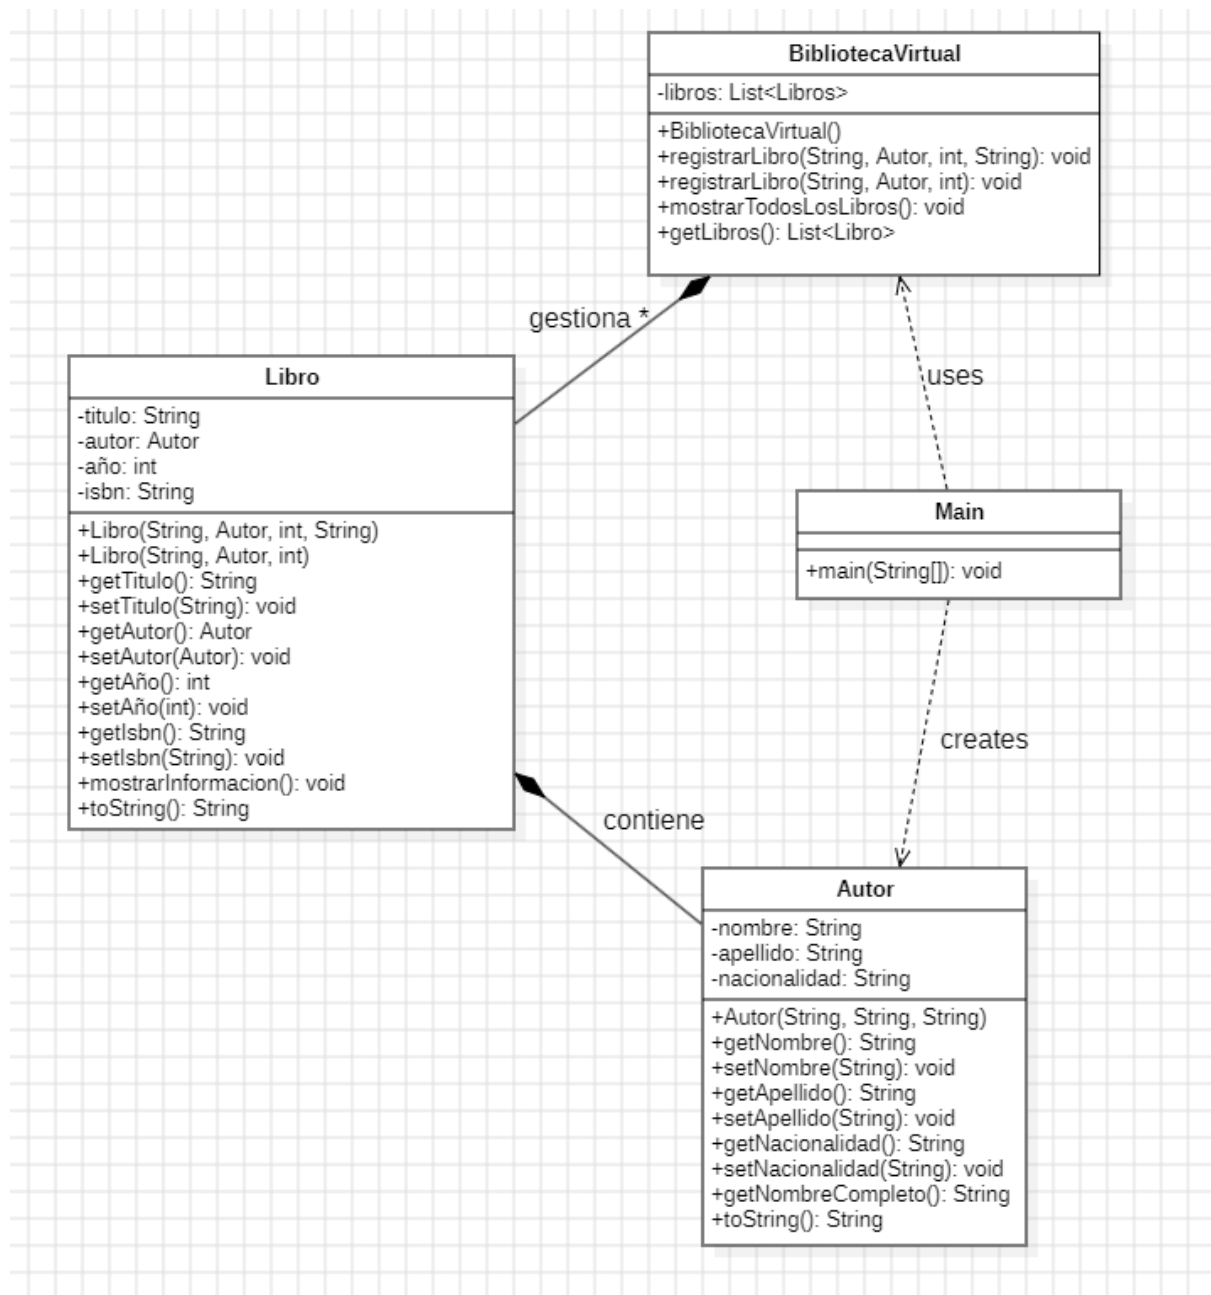 BibliotecaVirtual
-libros: List<Libros>
+BibliotecaVirtual()
+registrarLibro(String, Autor, int, String): void
+registrarLibro(String, Autor, int): void
+mostrarTodosLosLibros(): void
+getLibros(): List<Libro>
gestiona *
uses
Libro
-titulo: String
-autor: Autor
-año: int
-isbn: String
+Libro(String, Autor, int, String)
+Libro(String, Autor, int)
+getTitulo(): String
+setTitulo(String): void
+getAutor(): Autor
+setAutor(Autor): void
+getAño(): int
+setAño(int): void
+getIsbn(): String
+setIsbn(String): void
+mostrarInformacion(): void
+toString(): String
Main
+main(String[]): void
creates
contiene
Autor
-nombre: String
-apellido: String
-nacionalidad: String
+Autor(String, String, String)
+getNombre(): String
+setNombre(String): void
+getApellido(): String
+setApellido(String): void
+getNacionalidad(): String
+setNacionalidad(String): void
+getNombreCompleto(): String
+toString(): String